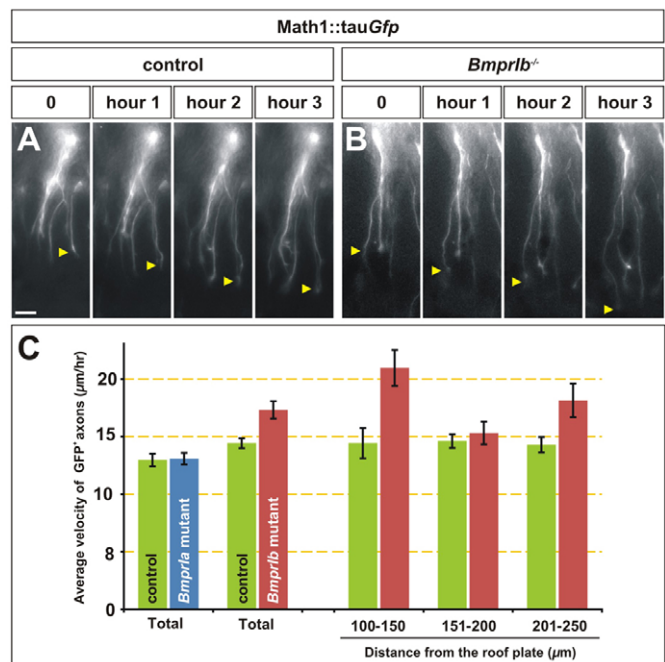 Math1::tauGfp
control
Bmprlb-/-
0 hour 1 hour 2 hour 3 0 hour 1 hour 2 hour 3
A
B
C
Average velocity of GFP+ axons (μm/hr)
20
15
10
8
0
control
Bmprla mutant
control
Bmprlb mutant
Total Total 100-150 151-200 201-250
Distance from the roof plate (μm)